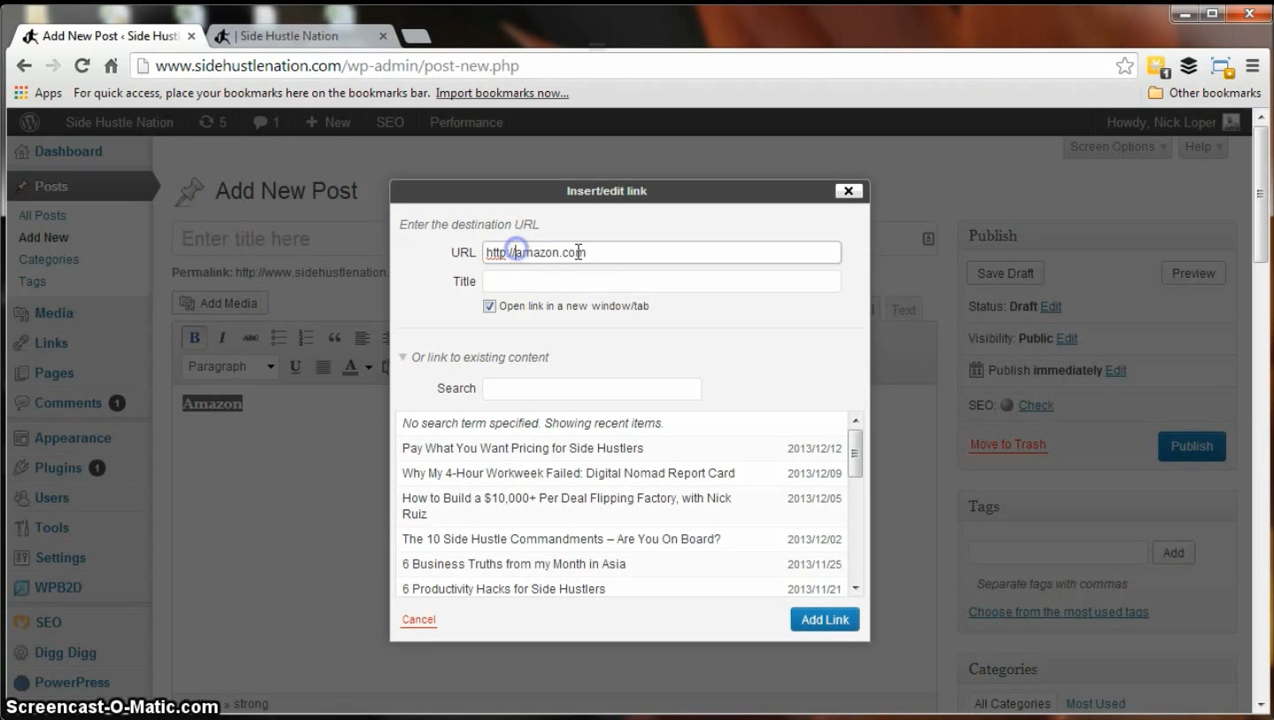 Add New Post ‹ Side Hustl
| Side Hustle Nation
www.sidehustlenation.com/wp-admin/post-new.php
1
Apps For quick access, place your bookmarks here on the bookmarks bar. Import bookmarks now... Other bookmarks
Side Hustle Nation 5 1 + New SEO Performance Howdy, Nick Loper
Dashboard
Posts
All Posts
Add New
Categories
Tags
Media
Links
Pages
Comments 1
Appearance
Plugins 1
Users
Tools
Settings
WPB2D
SEO
Digg Digg
PowerPress
Screen Options Help
Add New Post
Enter title here
Permalink: http://www.sidehustlenation.
Add Media
Text
B I ABC
Paragraph U A
Amazon
» strong
Insert/edit link
Enter the destination URL
URL http://amazon.com
Title
Open link in a new window/tab
Or link to existing content
Search
No search term specified. Showing recent items.
Pay What You Want Pricing for Side Hustlers 2013/12/12
Why My 4-Hour Workweek Failed: Digital Nomad Report Card 2013/12/09
How to Build a $10,000+ Per Deal Flipping Factory, with Nick 2013/12/05
Ruiz
The 10 Side Hustle Commandments – Are You On Board? 2013/12/02
6 Business Truths from my Month in Asia 2013/11/25
6 Productivity Hacks for Side Hustlers 2013/11/21
Cancel
Add Link
Publish
Save Draft Preview
Status: Draft Edit
Visibility: Public Edit
Publish immediately Edit
SEO: Check
Move to Trash Publish
Tags
Add
Separate tags with commas
Choose from the most used tags
Categories
All Categories Most Used
Screencast-O-Matic.com